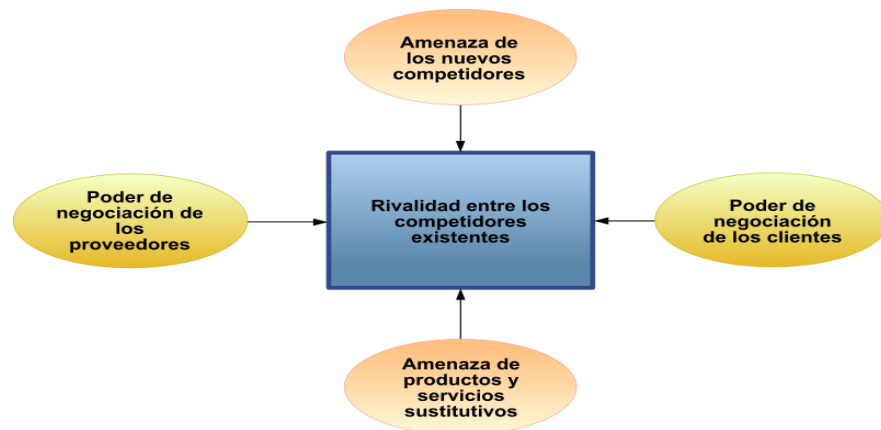 Amenaza de
los nuevos
competidores
Poder de
negociación de
los
proveedores
Rivalidad entre los
competidores
existentes
Poder de
negociación
de los clientes
Amenaza de
productos y
servicios
sustitutivos